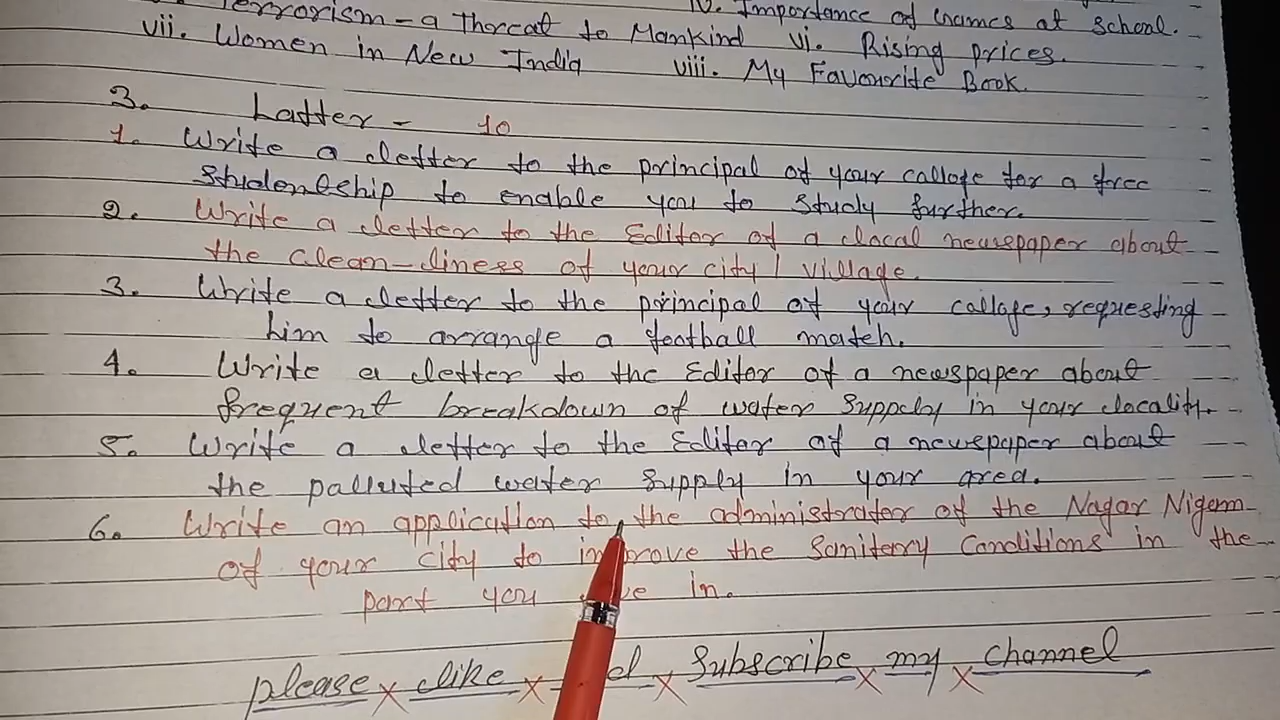 Terrorism - a Thoreat to Mankind
iv. Importance of Games at School.
vii. Women in New India
vi. Rising prices.
viii. My Favourite Book.
3. Latter - 10
1. Write a letter to the principal of your collage for a free
studentship to enable you to study further.
2. Write a letter to the Editor of a local newspaper about
the clean-liness of your city / village.
3. Write a letter to the principal of your collage, requesting
him to arrange a football match.
4. Write a letter to the Editor of a newspaper about
frequent breakdown of water supply in your locality.
5. Write a letter to the Editor of a newspaper about
the polluted water supply in your area.
6. Write an application to the administrator of the Nagar Nigam
of your city to improve the Saniterry Conditions in the
part you in.
please × like × × Subscribe × my × channel